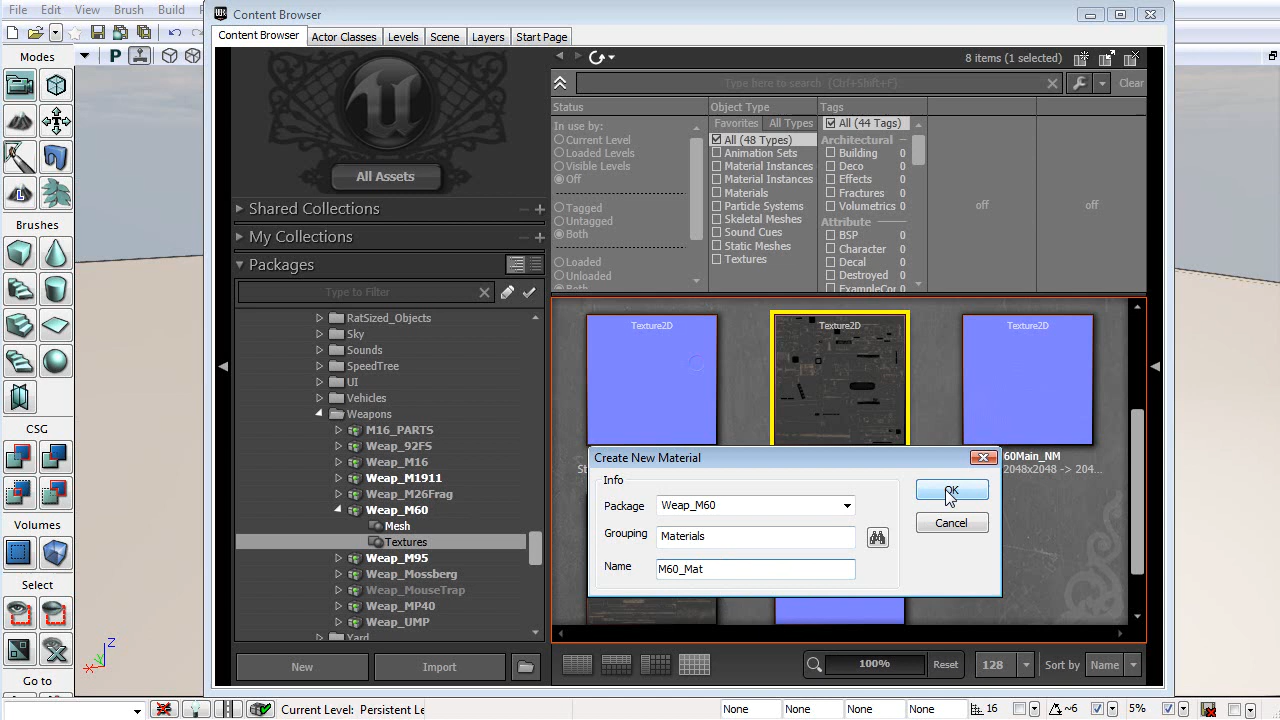 File Edit View Brush Build
Content Browser
Content Browser Actor Classes Levels Scene Layers Start Page
Modes
8 items (1 selected)
Type here to search (Ctrl+Shift+F)
Clear
Status
Object Type
Tags
In use by:
Current Level
Loaded Levels
Visible Levels
Off
Tagged
Untagged
Both
Loaded
Unloaded
Both
Favorites All Types
All (48 Types)
Animation Sets
Material Instances
Material Instances
Materials
Particle Systems
Skeletal Meshes
Sound Cues
Static Meshes
Textures
All (44 Tags)
Architectural
Building 0
Deco 0
Effects 0
Fractures 0
Volumetrics 0
Attribute
BSP 0
Character 0
Decal 0
Destroyed 0
ExampleCor 0
off
off
All Assets
Shared Collections
My Collections
Packages
Type to Filter
RatSized_Objects
Sky
Sounds
SpeedTree
UI
Vehicles
Weapons
M16_PARTS
Weap_92FS
Weap_M16
Weap_M1911
Weap_M26Frag
Weap_M60
Mesh
Textures
Weap_M95
Weap_Mossberg
Weap_MouseTrap
Weap_MP40
Weap_UMP
Yard
New
Import
Brushes
CSG
Volumes
Select
Go to
Texture2D
Texture2D
Texture2D
60Main_NM
2048x2048 -> 204...
St
Create New Material
Info
Package Weap_M60
Grouping Materials
Name M60_Mat
OK
Cancel
100%
Reset
128
Sort by Name
Z
X
Current Level: Persistent Le
None
None
None
None
16
~6
5%